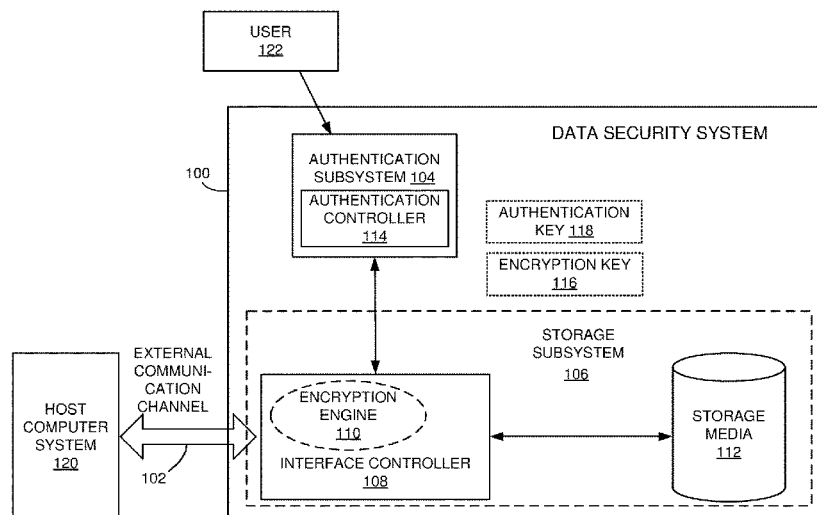 USER
122
DATA SECURITY SYSTEM
100
AUTHENTICATION
SUBSYSTEM 104
AUTHENTICATION
CONTROLLER
114
AUTHENTICATION
KEY 118
ENCRYPTION KEY
116
STORAGE
SUBSYSTEM
106
EXTERNAL
COMMUNI-
CATION
CHANNEL
HOST
COMPUTER
SYSTEM
120
102
ENCRYPTION
ENGINE
110
INTERFACE CONTROLLER
108
STORAGE
MEDIA
112